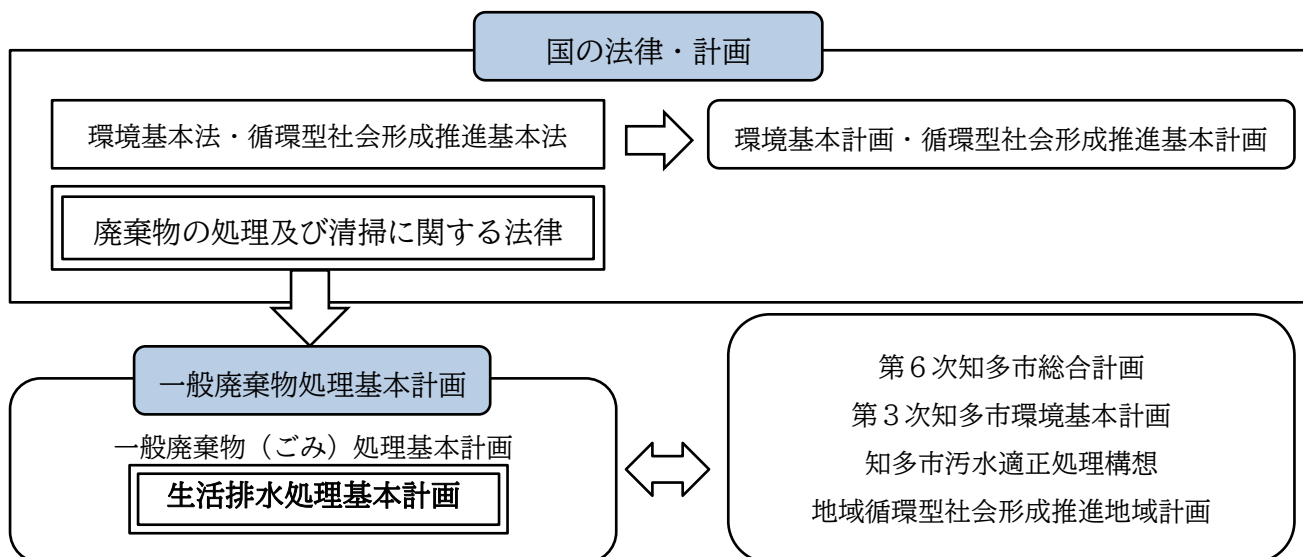 国の法律・計画
環境基本法・循環型社会形成推進基本法
環境基本計画・循環型社会形成推進基本計画
廃棄物の処理及び清掃に関する法律
一般廃棄物処理基本計画
一般廃棄物（ごみ）処理基本計画
生活排水処理基本計画
第６次知多市総合計画
第３次知多市環境基本計画
知多市汚水適正処理構想
地域循環型社会形成推進地域計画